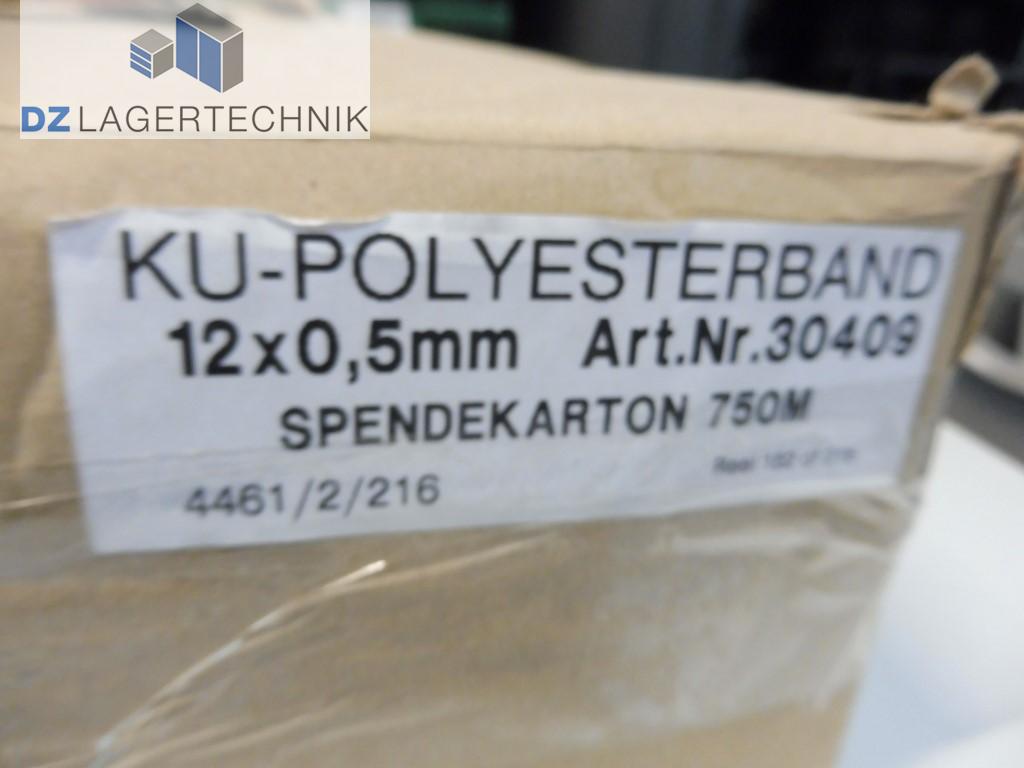 DZ LAGERTECHNIK
KU-POLYESTERBAND
12x0,5mm Art.Nr.30409
SPENDEKARTON 750M
4461/2/216